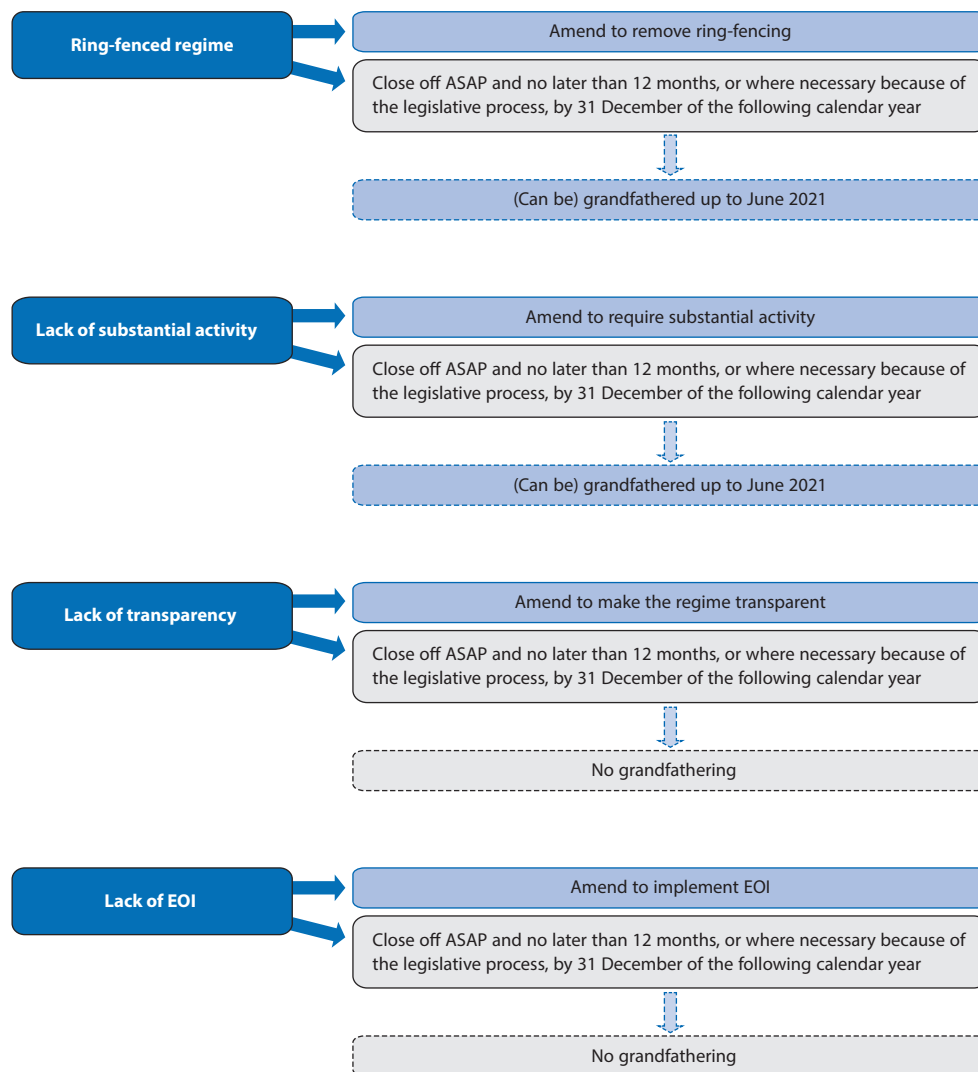 Ring-fenced regime
Amend to remove ring-fencing
Close off ASAP and no later than 12 months, or where necessary because of
the legislative process, by 31 December of the following calendar year
(Can be) grandfathered up to June 2021
Lack of substantial activity
Amend to require substantial activity
Close off ASAP and no later than 12 months, or where necessary because of
the legislative process, by 31 December of the following calendar year
(Can be) grandfathered up to June 2021
Lack of transparency
Amend to make the regime transparent
Close off ASAP and no later than 12 months, or where necessary because of
the legislative process, by 31 December of the following calendar year
No grandfathering
Lack of EOI
Amend to implement EOI
Close off ASAP and no later than 12 months, or where necessary because of
the legislative process, by 31 December of the following calendar year
No grandfathering